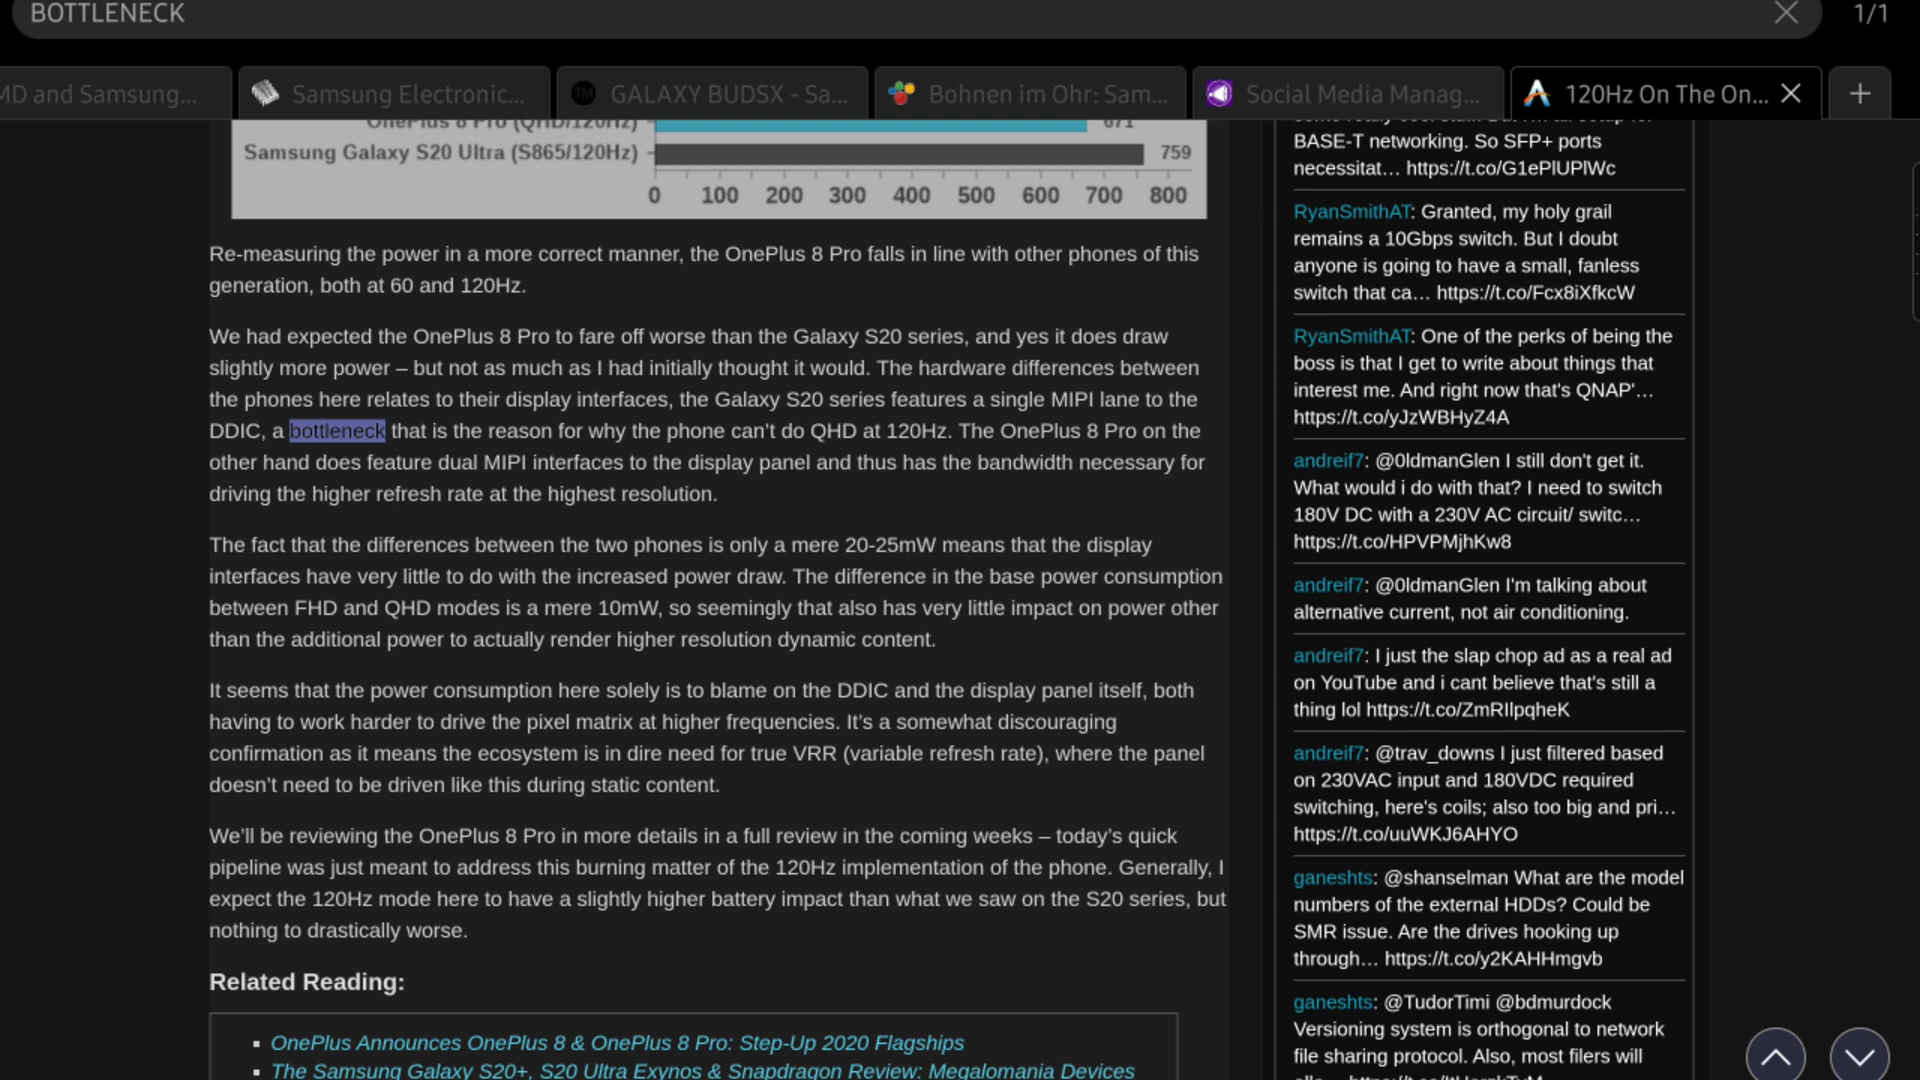 BOTTLENECK
1/1
MD and Samsung...
Samsung Electronic...
TM
GALAXY BUDSX - Sa...
Bohnen im Ohr: Sam...
Social Media Manag...
120Hz On The On...
OnePlus 8 Pro (QHD/120Hz)
671
Samsung Galaxy S20 Ultra (S865/120Hz)
759
0 100 200 300 400 500 600 700 800
Re-measuring the power in a more correct manner, the OnePlus 8 Pro falls in line with other phones of this
generation, both at 60 and 120Hz.
We had expected the OnePlus 8 Pro to fare off worse than the Galaxy S20 series, and yes it does draw
slightly more power – but not as much as I had initially thought it would. The hardware differences between
the phones here relates to their display interfaces, the Galaxy S20 series features a single MIPI lane to the
DDIC, a bottleneck that is the reason for why the phone can't do QHD at 120Hz. The OnePlus 8 Pro on the
other hand does feature dual MIPI interfaces to the display panel and thus has the bandwidth necessary for
driving the higher refresh rate at the highest resolution.
The fact that the differences between the two phones is only a mere 20-25mW means that the display
interfaces have very little to do with the increased power draw. The difference in the base power consumption
between FHD and QHD modes is a mere 10mW, so seemingly that also has very little impact on power other
than the additional power to actually render higher resolution dynamic content.
It seems that the power consumption here solely is to blame on the DDIC and the display panel itself, both
having to work harder to drive the pixel matrix at higher frequencies. It's a somewhat discouraging
confirmation as it means the ecosystem is in dire need for true VRR (variable refresh rate), where the panel
doesn't need to be driven like this during static content.
We'll be reviewing the OnePlus 8 Pro in more details in a full review in the coming weeks – today's quick
pipeline was just meant to address this burning matter of the 120Hz implementation of the phone. Generally, I
expect the 120Hz mode here to have a slightly higher battery impact than what we saw on the S20 series, but
nothing to drastically worse.
Related Reading:
OnePlus Announces OnePlus 8 & OnePlus 8 Pro: Step-Up 2020 Flagships
The Samsung Galaxy S20+, S20 Ultra Exynos & Snapdragon Review: Megalomania Devices
BASE-T networking. So SFP+ ports
necessitat… https://t.co/G1ePlUPlWc
RyanSmithAT: Granted, my holy grail
remains a 10Gbps switch. But I doubt
anyone is going to have a small, fanless
switch that ca… https://t.co/Fcx8iXfkcW
RyanSmithAT: One of the perks of being the
boss is that I get to write about things that
interest me. And right now that's QNAP'…
https://t.co/yJzWBHyZ4A
andreif7: @0ldmanGlen I still don't get it.
What would i do with that? I need to switch
180V DC with a 230V AC circuit/ switc…
https://t.co/HPVPMjhKw8
andreif7: @0ldmanGlen I'm talking about
alternative current, not air conditioning.
andreif7: I just the slap chop ad as a real ad
on YouTube and i cant believe that's still a
thing lol https://t.co/ZmRIlpqheK
andreif7: @trav_downs I just filtered based
on 230VAC input and 180VDC required
switching, here's coils; also too big and pri…
https://t.co/uuWKJ6AHYO
ganeshts: @shanselman What are the model
numbers of the external HDDs? Could be
SMR issue. Are the drives hooking up
through… https://t.co/y2KAHHmgvb
ganeshts: @TudorTimi @bdmurdock
Versioning system is orthogonal to network
file sharing protocol. Also, most filers will